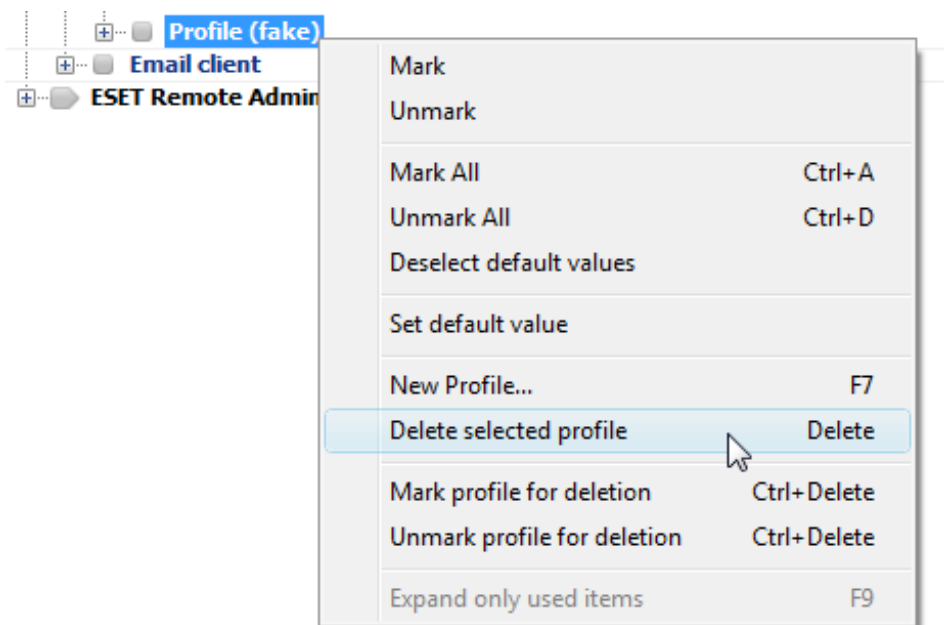 Profile (fake)
Email client
ESET Remote Admin
Mark
Unmark
Mark All Ctrl+A
Unmark All Ctrl+D
Deselect default values
Set default value
New Profile... F7
Delete selected profile Delete
Mark profile for deletion Ctrl+Delete
Unmark profile for deletion Ctrl+Delete
Expand only used items F9